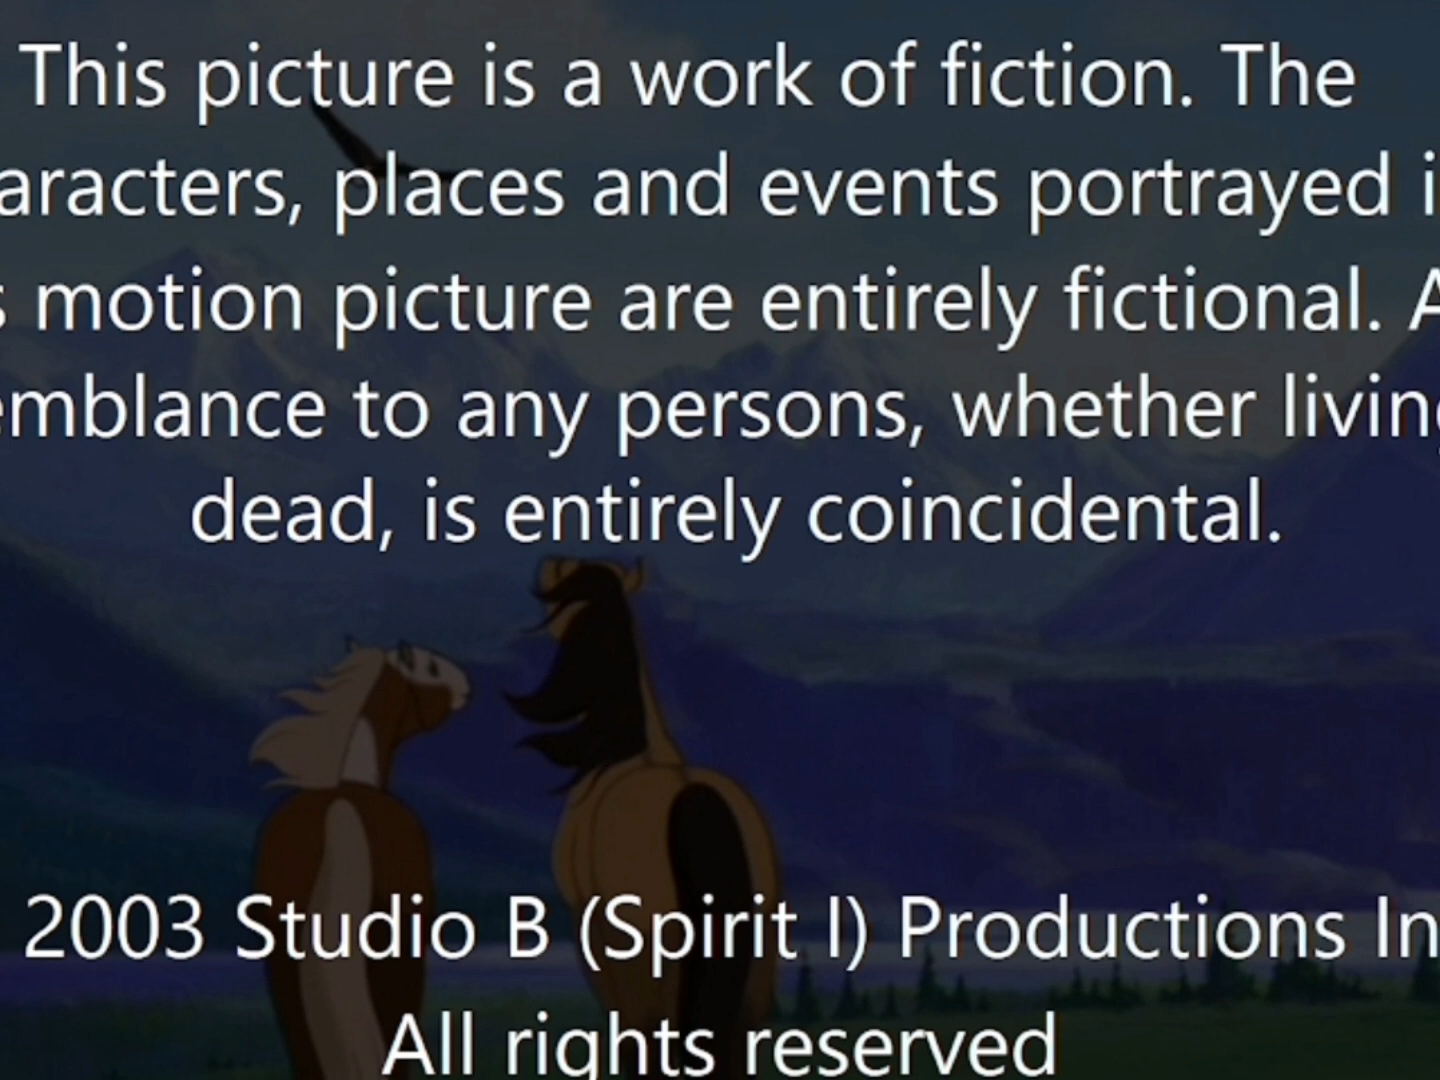 This picture is a work of fiction. The
aracters, places and events portrayed i
s motion picture are entirely fictional. A
emblance to any persons, whether living
dead, is entirely coincidental.
2003 Studio B (Spirit I) Productions In
All rights reserved